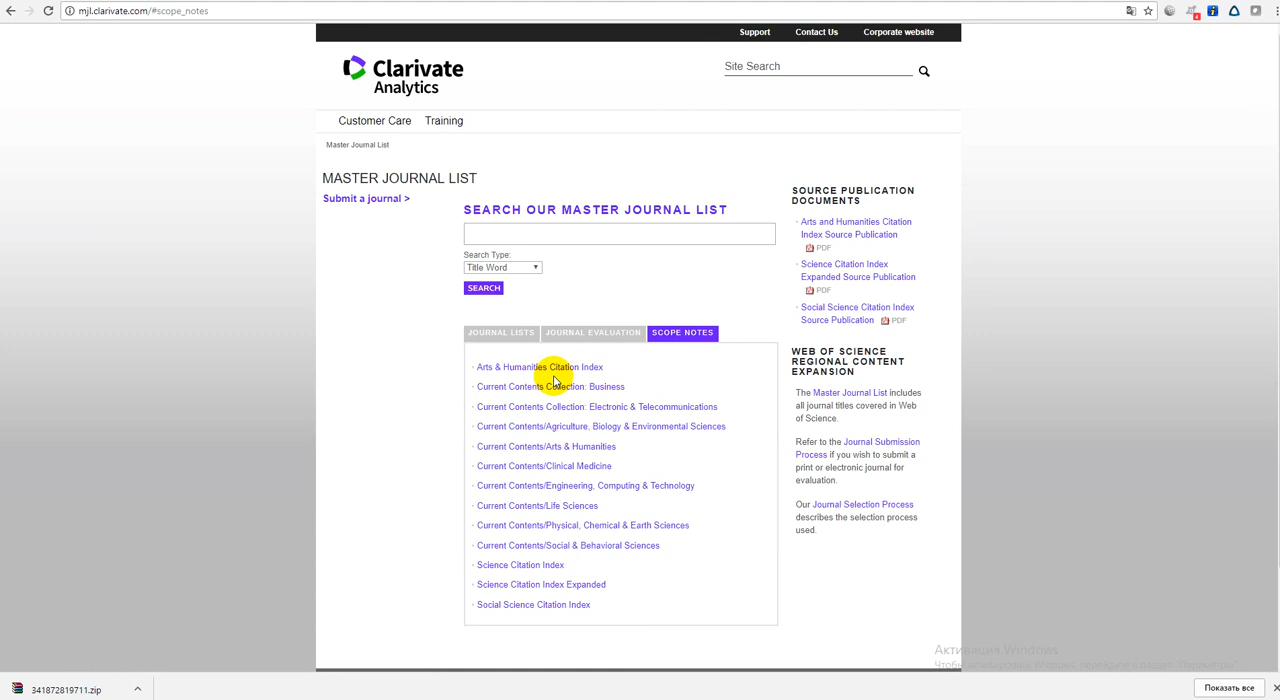 mjl.clarivate.com/#scope_notes
4
Support Contact Us Corporate website
Clarivate
Analytics
Site Search
Customer Care Training
Master Journal List
MASTER JOURNAL LIST
Submit a journal >
SEARCH OUR MASTER JOURNAL LIST
Search Type:
Title Word
SEARCH
JOURNAL LISTS JOURNAL EVALUATION SCOPE NOTES
Arts & Humanities Citation Index
Current Contents Collection: Business
Current Contents Collection: Electronic & Telecommunications
Current Contents/Agriculture, Biology & Environmental Sciences
Current Contents/Arts & Humanities
Current Contents/Clinical Medicine
Current Contents/Engineering, Computing & Technology
Current Contents/Life Sciences
Current Contents/Physical, Chemical & Earth Sciences
Current Contents/Social & Behavioral Sciences
Science Citation Index
Science Citation Index Expanded
Social Science Citation Index
SOURCE PUBLICATION
DOCUMENTS
Arts and Humanities Citation
Index Source Publication
PDF
Science Citation Index
Expanded Source Publication
PDF
Social Science Citation Index
Source Publication PDF
WEB OF SCIENCE
REGIONAL CONTENT
EXPANSION
The Master Journal List includes
all journal titles covered in Web
of Science.
Refer to the Journal Submission
Process if you wish to submit a
print or electronic journal for
evaluation.
Our Journal Selection Process
describes the selection process
used.
Активация Windows
Чтобы активировать Windows, перейдите в раздел "Параметры".
341872819711.zip
Показать все